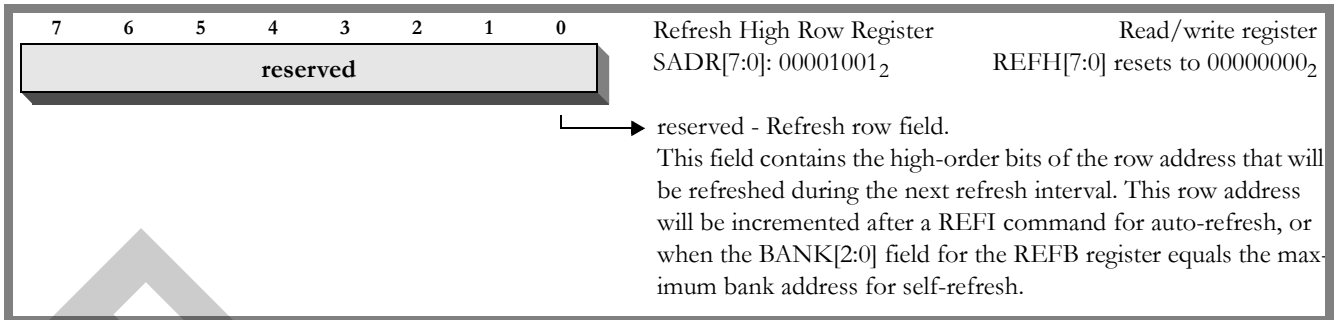 7 6 5 4 3 2 1 0
reserved
Refresh High Row Register Read/write register
SADR[7:0]: 00001001₂ REFH[7:0] resets to 00000000₂
reserved - Refresh row field.
This field contains the high-order bits of the row address that will
be refreshed during the next refresh interval. This row address
will be incremented after a REFI command for auto-refresh, or
when the BANK[2:0] field for the REFB register equals the max-
imum bank address for self-refresh.